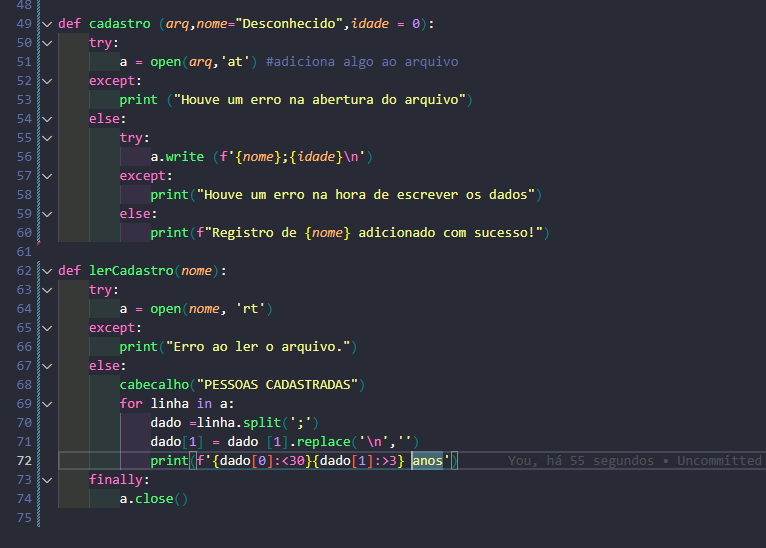 48
49 def cadastro (arq,nome="Desconhecido",idade = 0):
50 try:
51 a = open(arq,'at') #adiciona algo ao arquivo
52 except:
53 print ("Houve um erro na abertura do arquivo")
54 else:
55 try:
56 a.write (f'{nome};{idade}\n')
57 except:
58 print("Houve um erro na hora de escrever os dados")
59 else:
60 print(f"Registro de {nome} adicionado com sucesso!")
61
62 def lerCadastro(nome):
63 try:
64 a = open(nome, 'rt')
65 except:
66 print("Erro ao ler o arquivo.")
67 else:
68 cabecalho("PESSOAS CADASTRADAS")
69 for linha in a:
70 dado =linha.split(';')
71 dado[1] = dado [1].replace('\n','')
72 print(f'{dado[0]:<30}{dado[1]:>3} anos') You, há 55 segundos • Uncommitted
73 finally:
74 a.close()
75